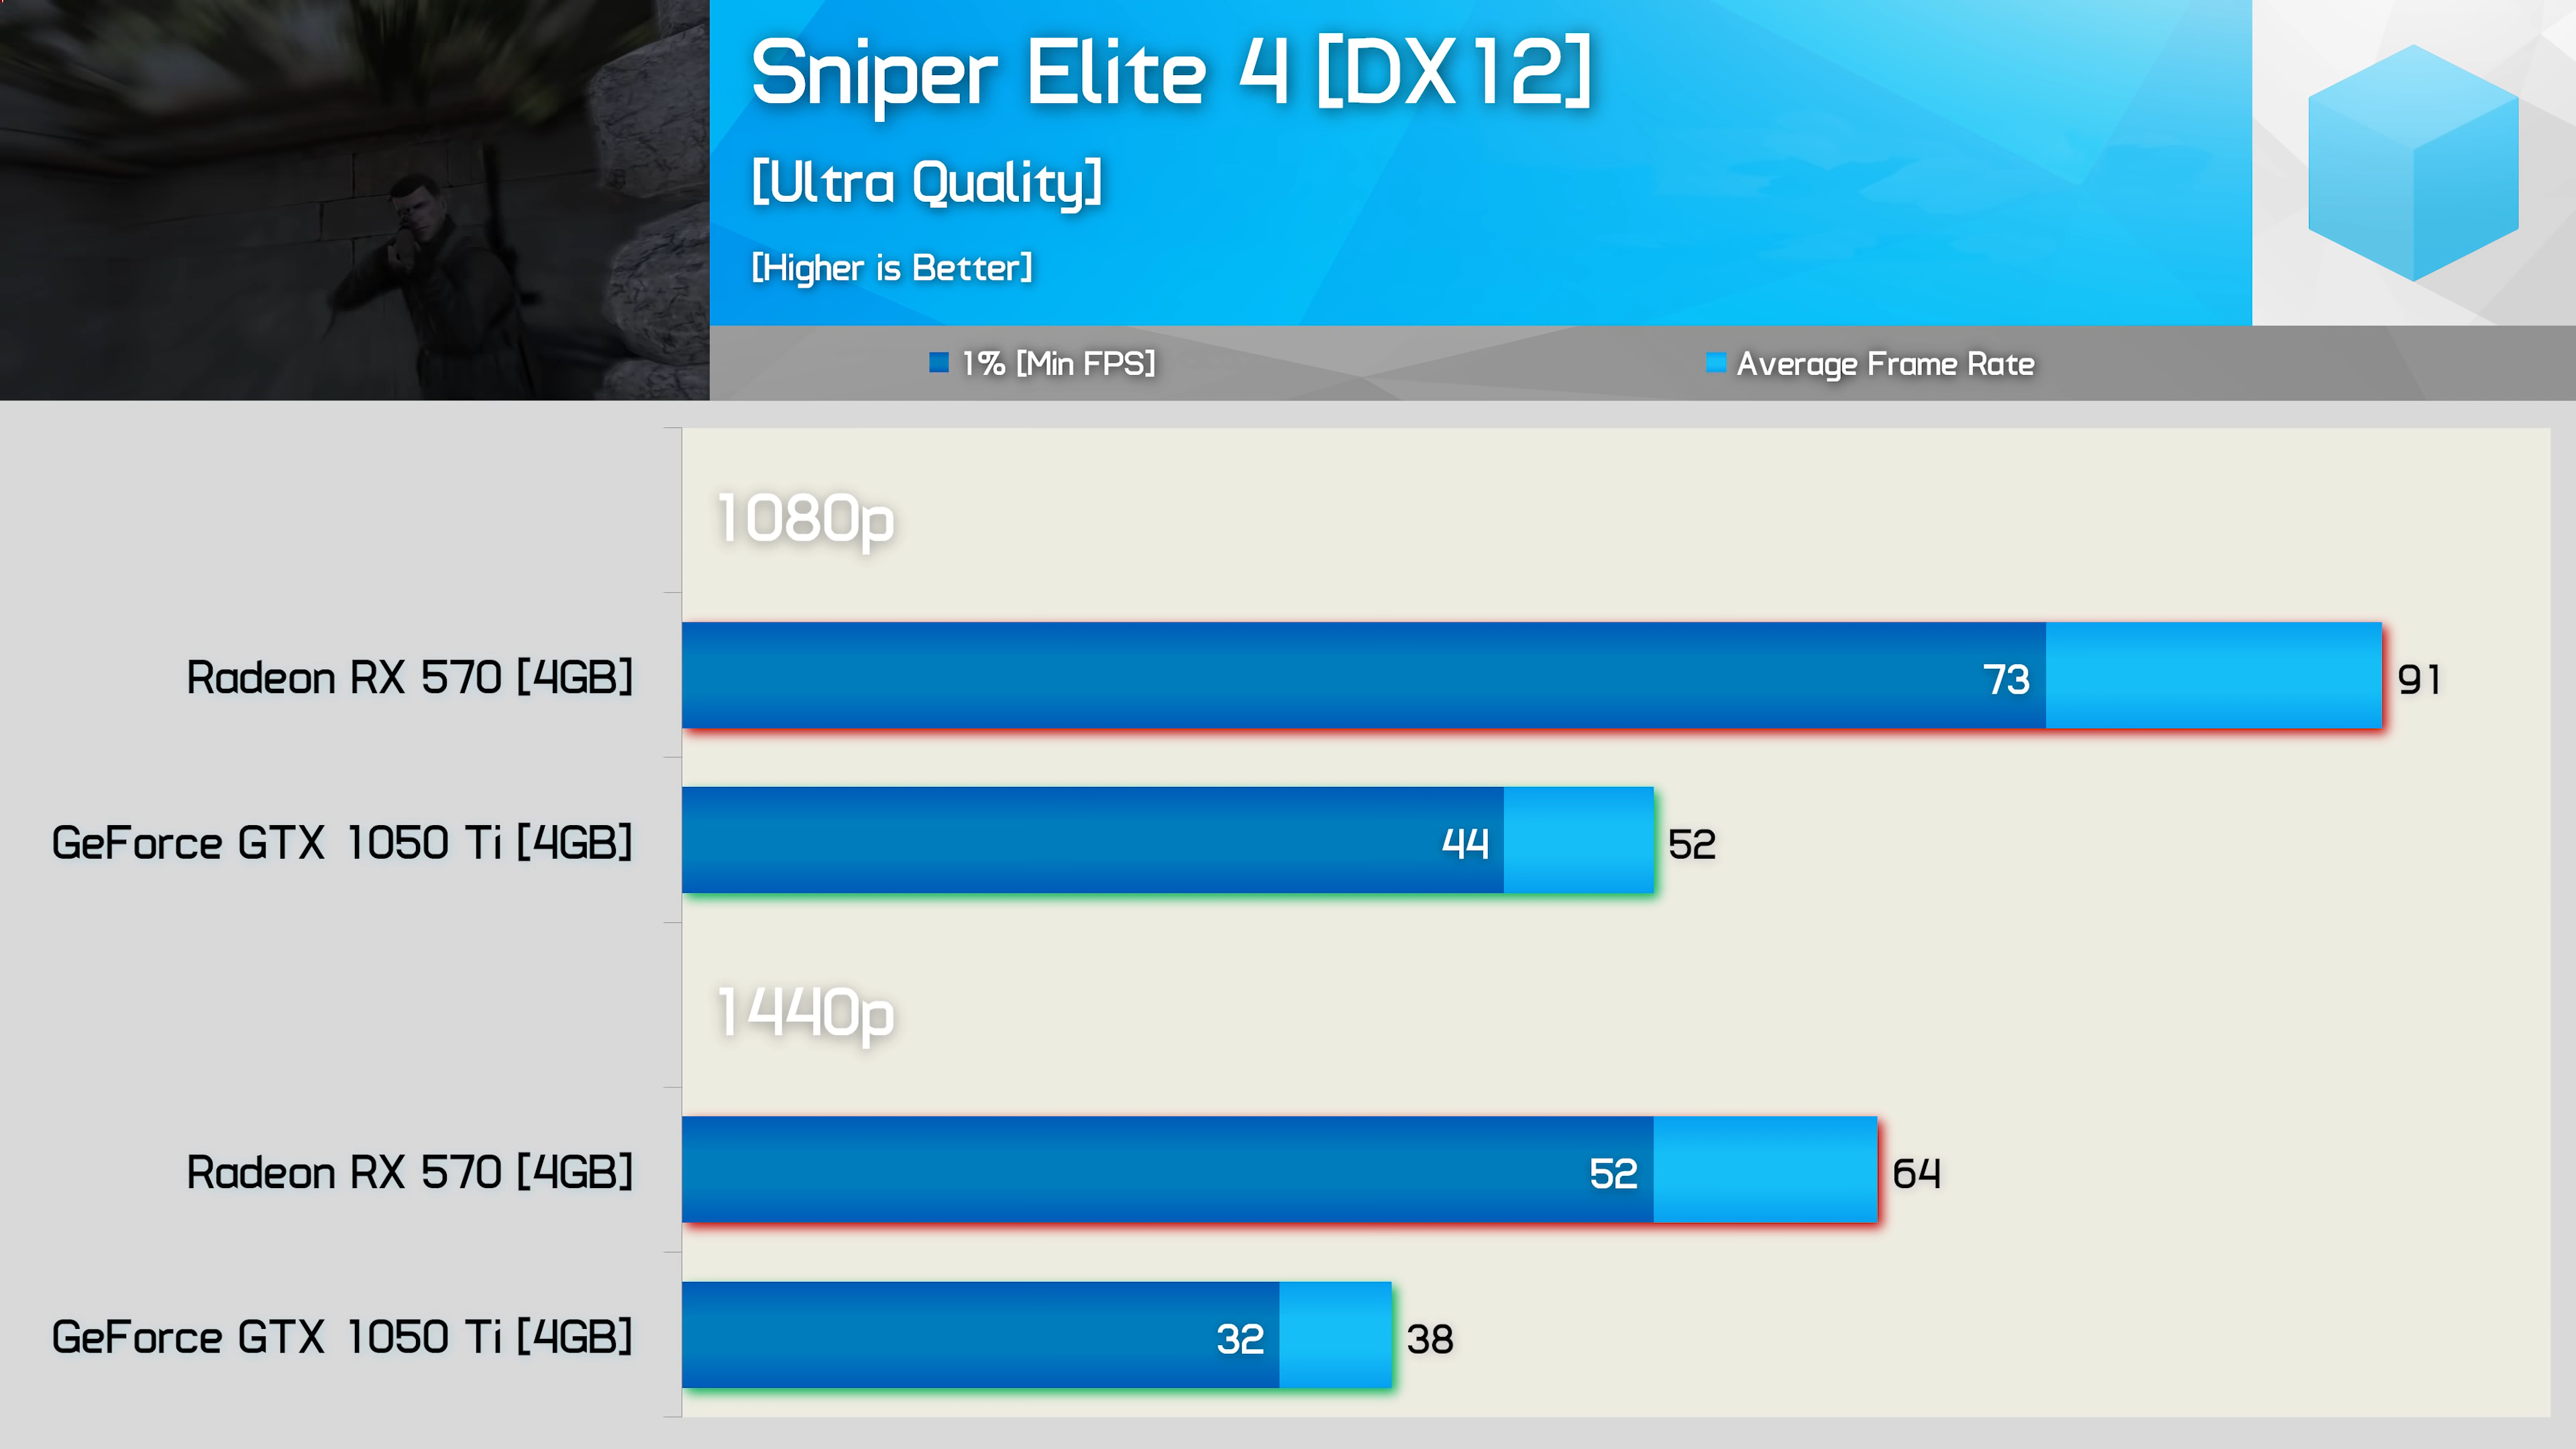 Sniper Elite 4 [DX12]
[Ultra Quality]
[Higher is Better]
1% [Min FPS]
Average Frame Rate
1080p
Radeon RX 570 [4GB]
73
91
GeForce GTX 1050 Ti [4GB]
44
52
1440p
Radeon RX 570 [4GB]
52
64
GeForce GTX 1050 Ti [4GB]
32
38